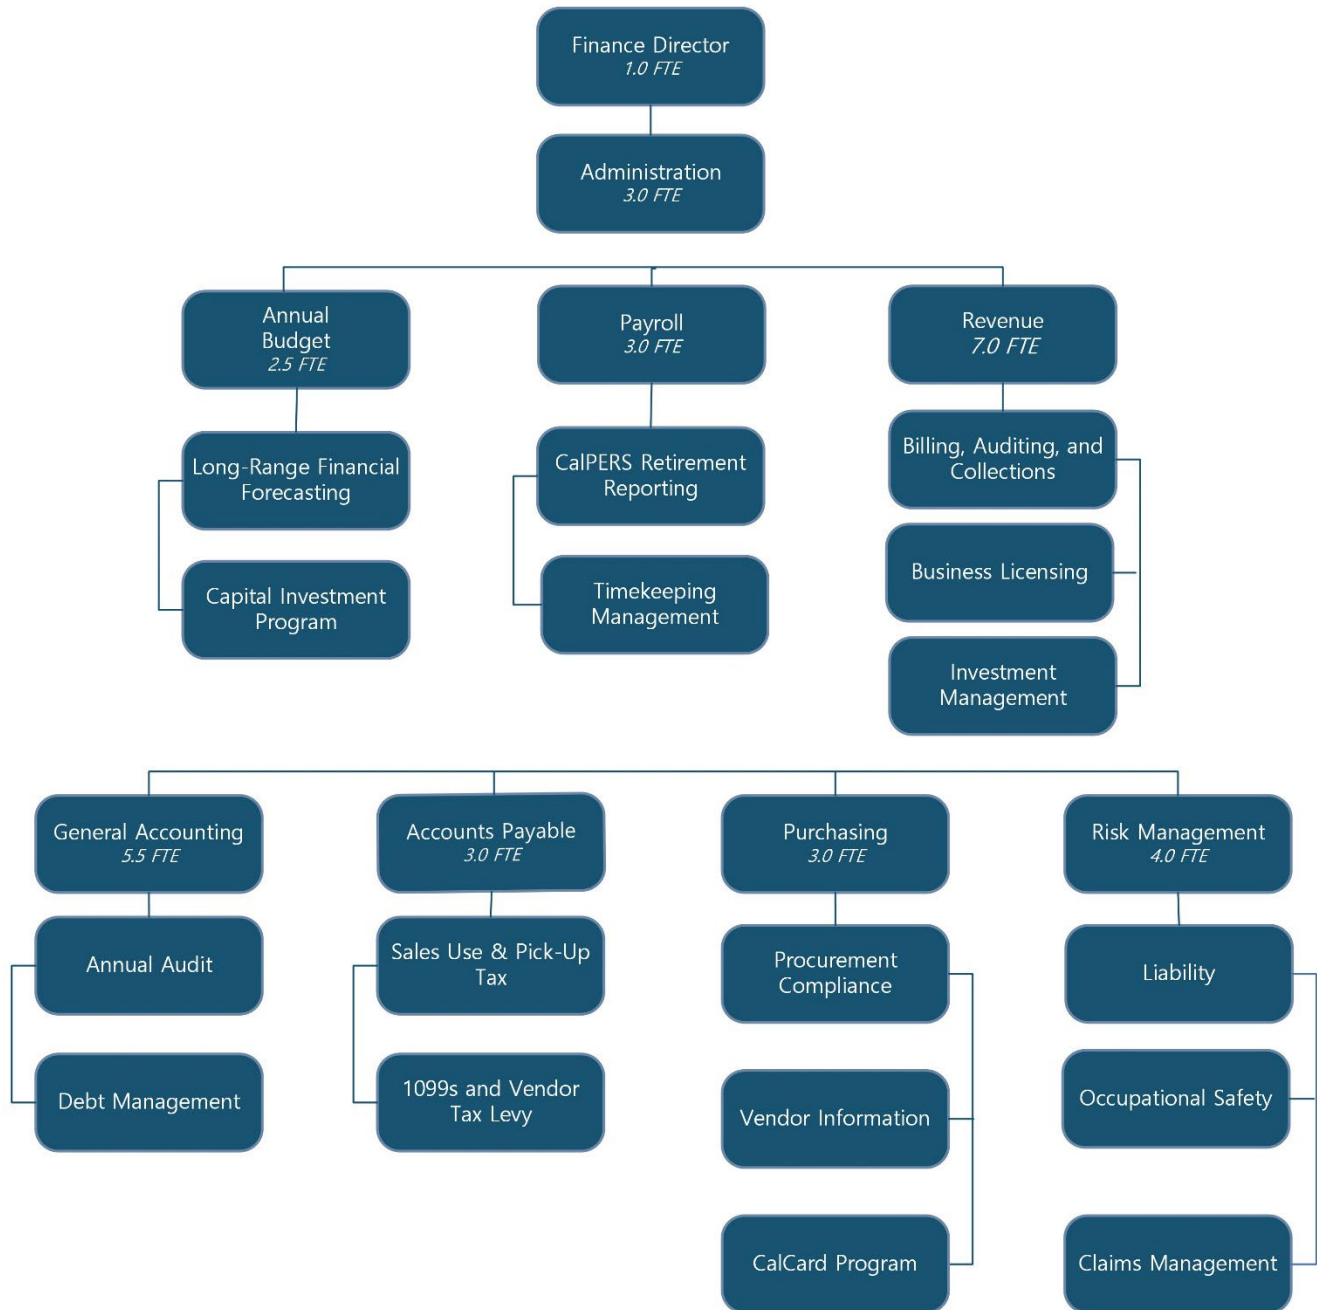 Finance Director
1.0 FTE
Administration
3.0 FTE
Annual
Budget
2.5 FTE
Payroll
3.0 FTE
Revenue
7.0 FTE
Long-Range Financial
Forecasting
CalPERS Retirement
Reporting
Billing, Auditing, and
Collections
Capital Investment
Program
Timekeeping
Management
Business Licensing
Investment
Management
General Accounting
5.5 FTE
Accounts Payable
3.0 FTE
Purchasing
3.0 FTE
Risk Management
4.0 FTE
Annual Audit
Sales Use & Pick-Up
Tax
Procurement
Compliance
Liability
Debt Management
1099s and Vendor
Tax Levy
Vendor Information
Occupational Safety
CalCard Program
Claims Management